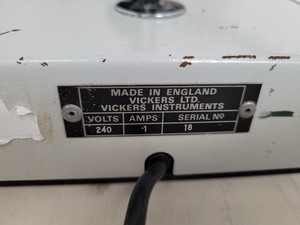 MADE IN ENGLAND
VICKERS LTD.
VICKERS INSTRUMENTS
VOLTS AMPS SERIAL Nº
240 ·1 18